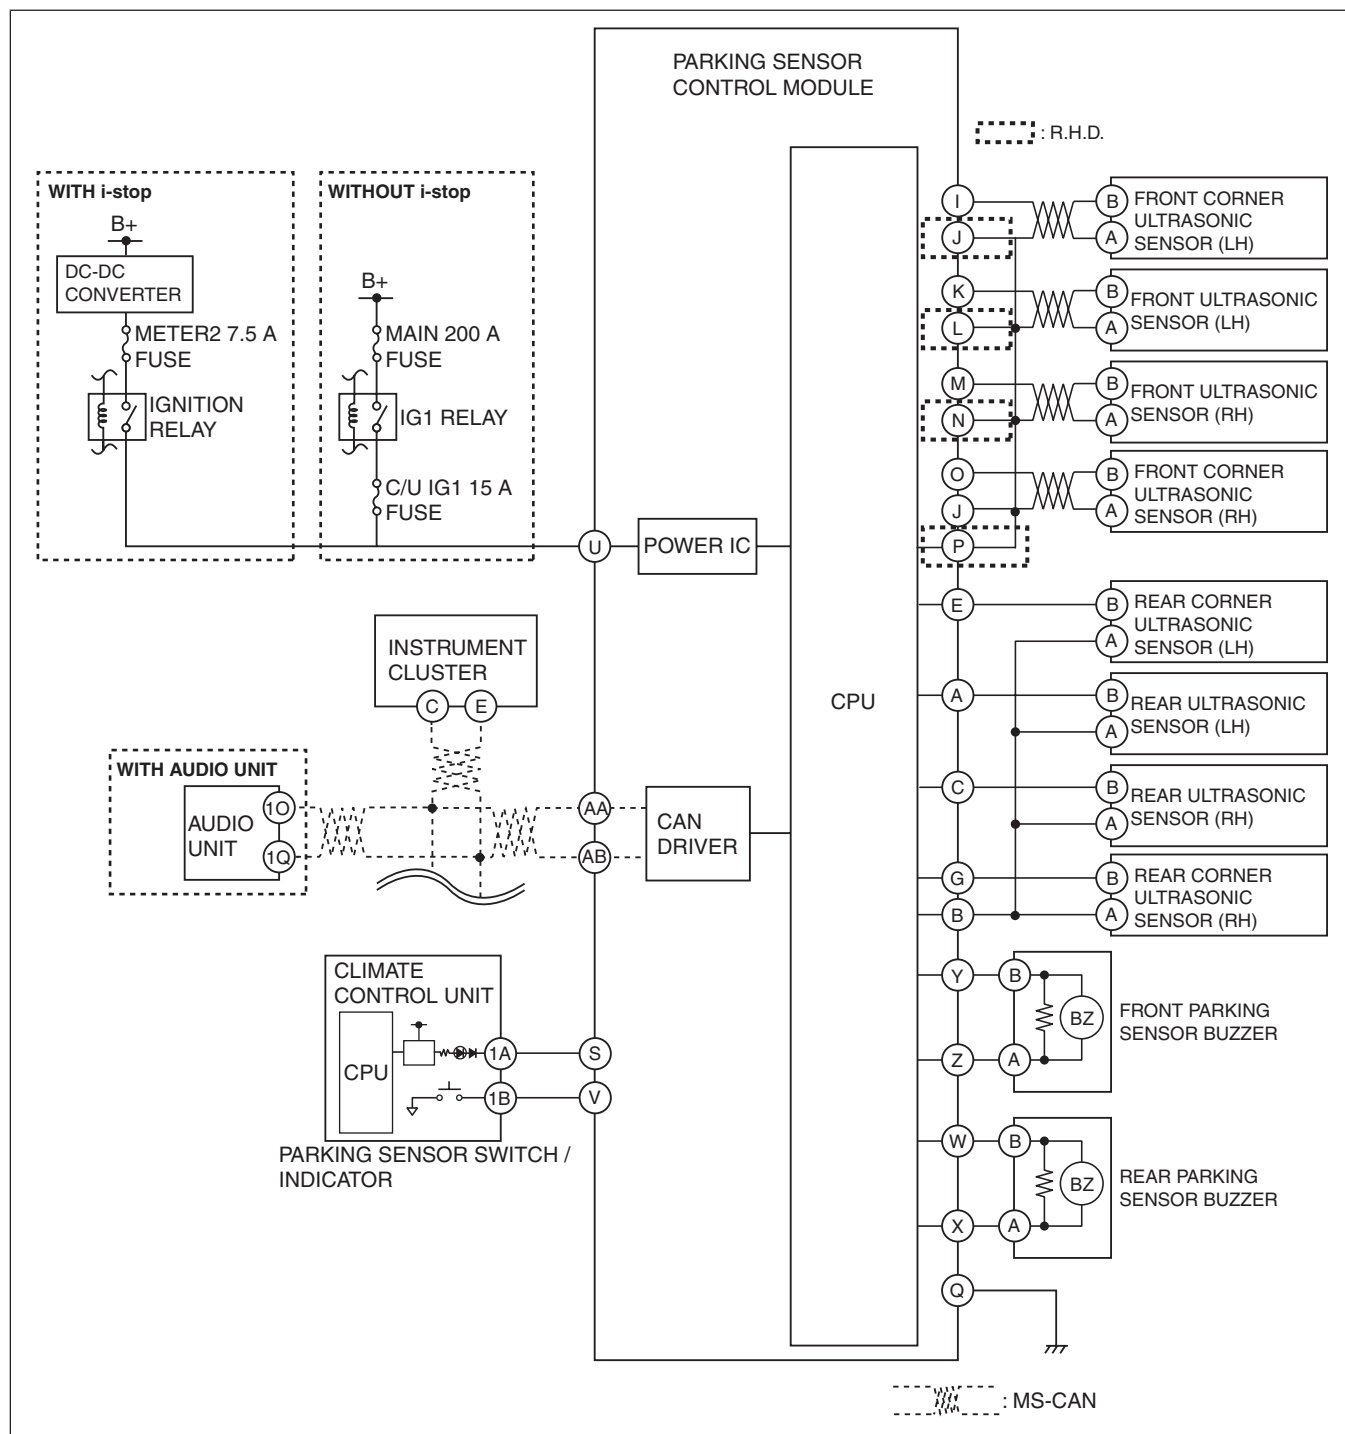 PARKING SENSOR
CONTROL MODULE
: R.H.D.
WITH i-stop
B+
DC-DC
CONVERTER
METER2 7.5 A
FUSE
IGNITION
RELAY
WITHOUT i-stop
B+
MAIN 200 A
FUSE
IG1 RELAY
C/U IG1 15 A
FUSE
U
POWER IC
CPU
I
J
K
L
M
N
O
J
P
E
A
C
G
B
Y
Z
W
X
Q
B
A
FRONT CORNER
ULTRASONIC
SENSOR (LH)
B
A
FRONT ULTRASONIC
SENSOR (LH)
B
A
FRONT ULTRASONIC
SENSOR (RH)
B
A
FRONT CORNER
ULTRASONIC
SENSOR (RH)
B
A
REAR CORNER
ULTRASONIC
SENSOR (LH)
B
A
REAR ULTRASONIC
SENSOR (LH)
B
A
REAR ULTRASONIC
SENSOR (RH)
B
A
REAR CORNER
ULTRASONIC
SENSOR (RH)
B
A
BZ
FRONT PARKING
SENSOR BUZZER
B
A
BZ
REAR PARKING
SENSOR BUZZER
INSTRUMENT
CLUSTER
C
E
WITH AUDIO UNIT
AUDIO
UNIT
1O
1Q
AA
AB
CAN
DRIVER
CLIMATE
CONTROL UNIT
CPU
1A
1B
S
V
PARKING SENSOR SWITCH /
INDICATOR
: MS-CAN